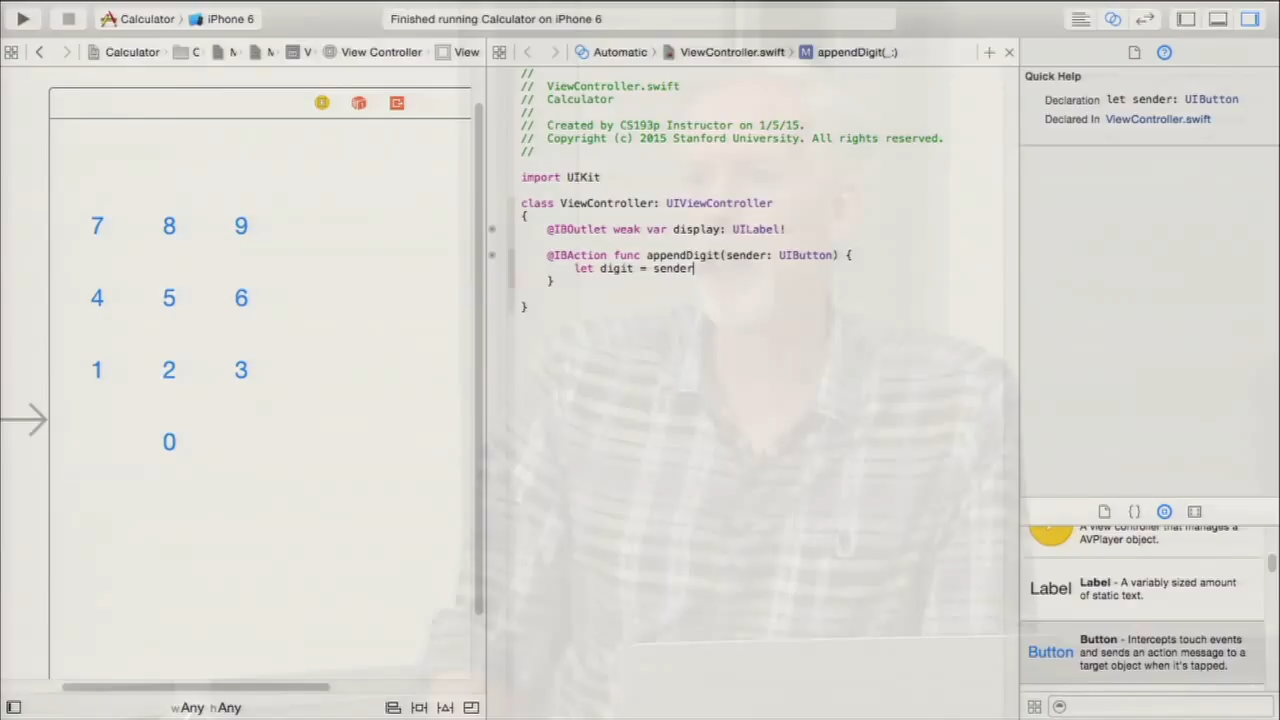 Calculator
iPhone 6
Finished running Calculator on iPhone 6
Calculator
C
M
M
V
View Controller
View
Automatic
ViewController.swift
M appendDigit(_:)
//
// ViewController.swift
// Calculator
//
// Created by CS193p Instructor on 1/5/15.
// Copyright (c) 2015 Stanford University. All rights reserved.
//
import UIKit
class ViewController: UIViewController
{
@IBOutlet weak var display: UILabel!
@IBAction func appendDigit(sender: UIButton) {
let digit = sender
}
}
7 8 9
4 5 6
1 2 3
0
wAny hAny
Quick Help
Declaration let sender: UIButton
Declared In ViewController.swift
A view controller that manages a
AVPlayer object.
Label
Label - A variably sized amount
of static text.
Button
Button - Intercepts touch events
and sends an action message to a
target object when it's tapped.